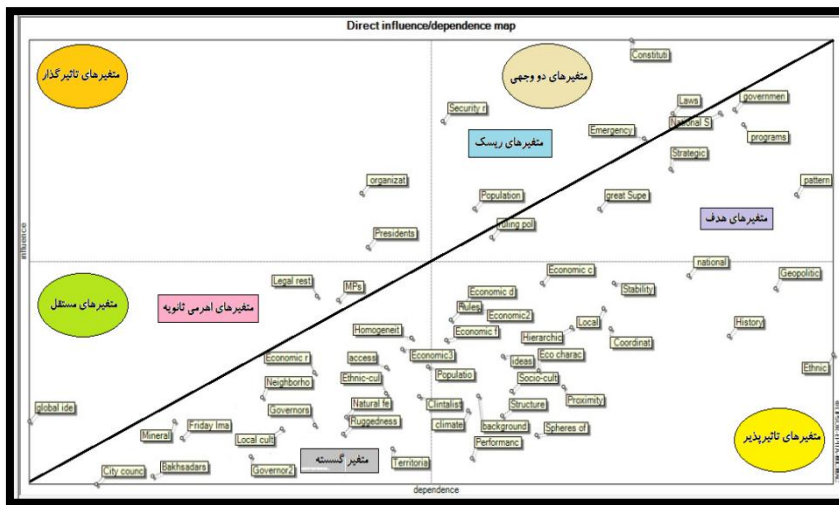 Direct influence/dependence map
متغیرهای تاثیرگذار
متغیرهای دو وجهی
Constituti
Security r
Laws
governmen
National S
Emergency
programs
متغیرهای ریسک
Strategic
organizat
Population
great Supe
pattern
متغیرهای هدف
Presidents
ruling pol
influence
national
Economic c
Geopolitic
Legal rest
MPs
Economic d
Stability
متغیرهای مستقل
متغیرهای اهرمی ثانویه
Rules
Economic2
Local
History
Homogeneit
Economic f
Hierarchic
Coordinat
Economic r
access
Economic3
ideas
Eco charac
Ethnic
Neighborho
Ethnic-cul
Populatio
Socio-cult
Proximity
global ide
Governors
Natural fe
Clintalist
Structure
Mineral
Friday Ima
Local cult
Ruggedness
climate
background
Spheres of
متغیرهای تاثیرپذیر
Performanc
City counc
Bakhsadars
Governor2
متغیر گسسته
Territoria
dependence